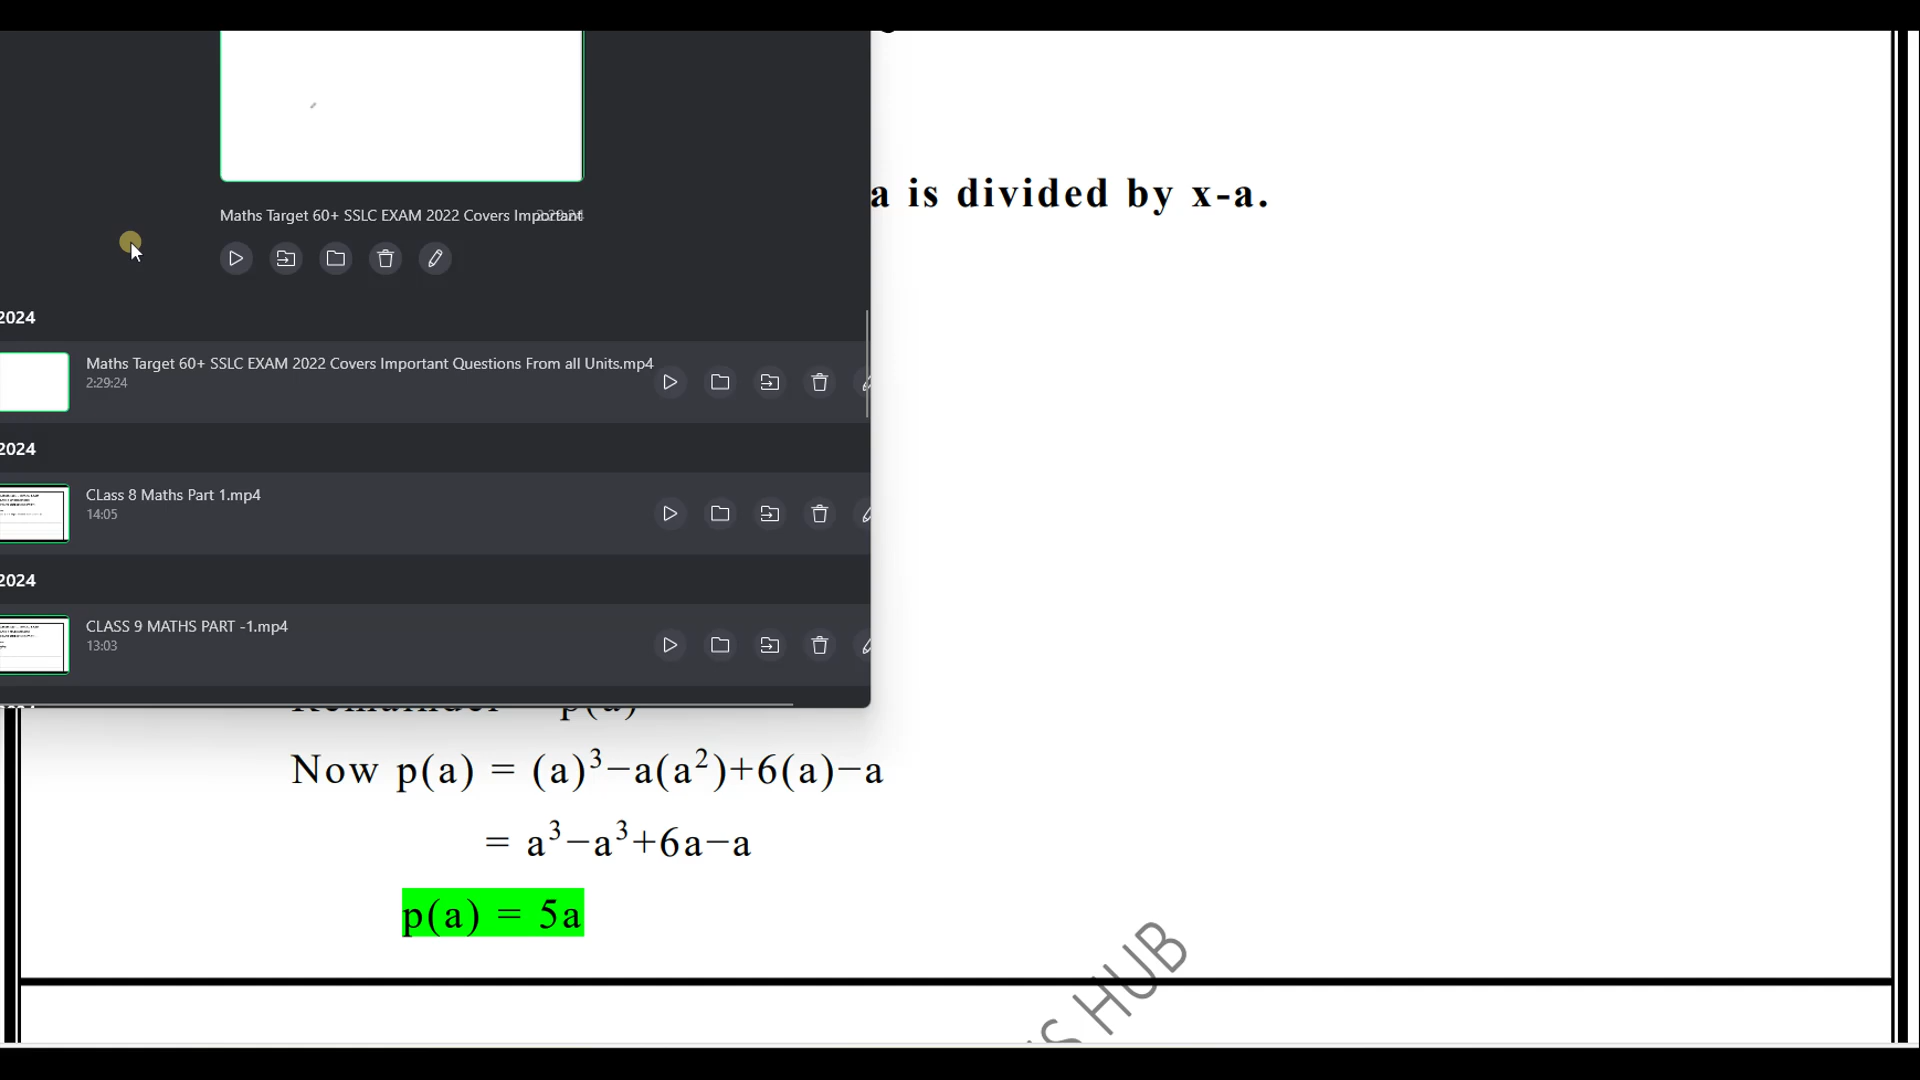 a is divided by x-a.
Maths Target 60+ SSLC EXAM 2022 Covers Important
2024
Maths Target 60+ SSLC EXAM 2022 Covers Important Questions From all Units.mp4
2:29:24
2024
CLass 8 Maths Part 1.mp4
14:05
2024
CLASS 9 MATHS PART -1.mp4
13:03
p(a)
Now p(a) = (a)³−a(a²)+6(a)−a
= a³−a³+6a−a
p(a) = 5a
HUB